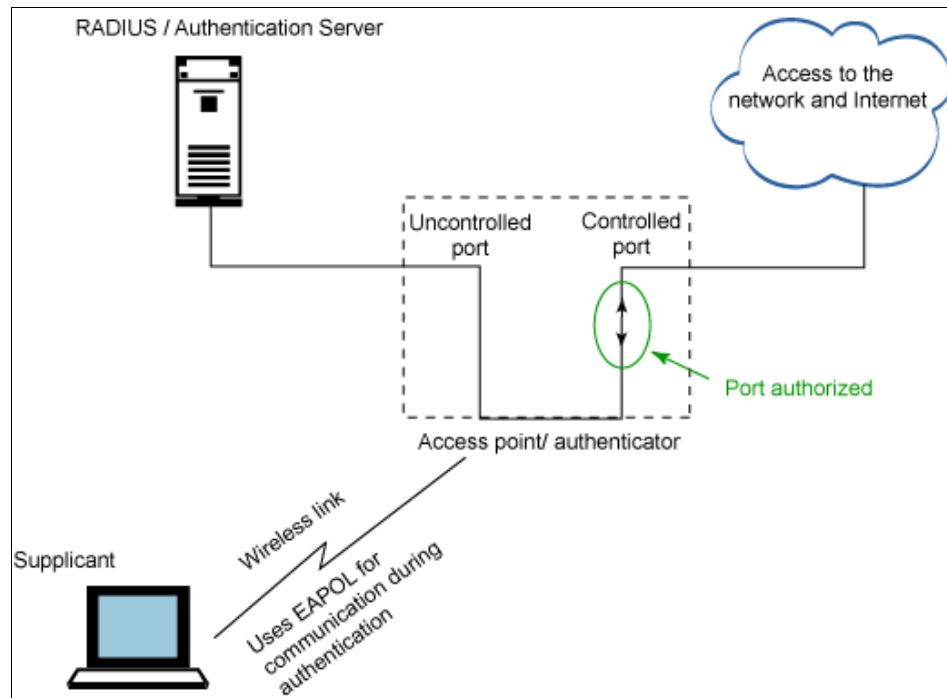 RADIUS / Authentication Server
Access to the
network and Internet
Uncontrolled
port
Controlled
port
Port authorized
Access point/ authenticator
Wireless link
Supplicant
Uses EAPOL for
communication during
authentication